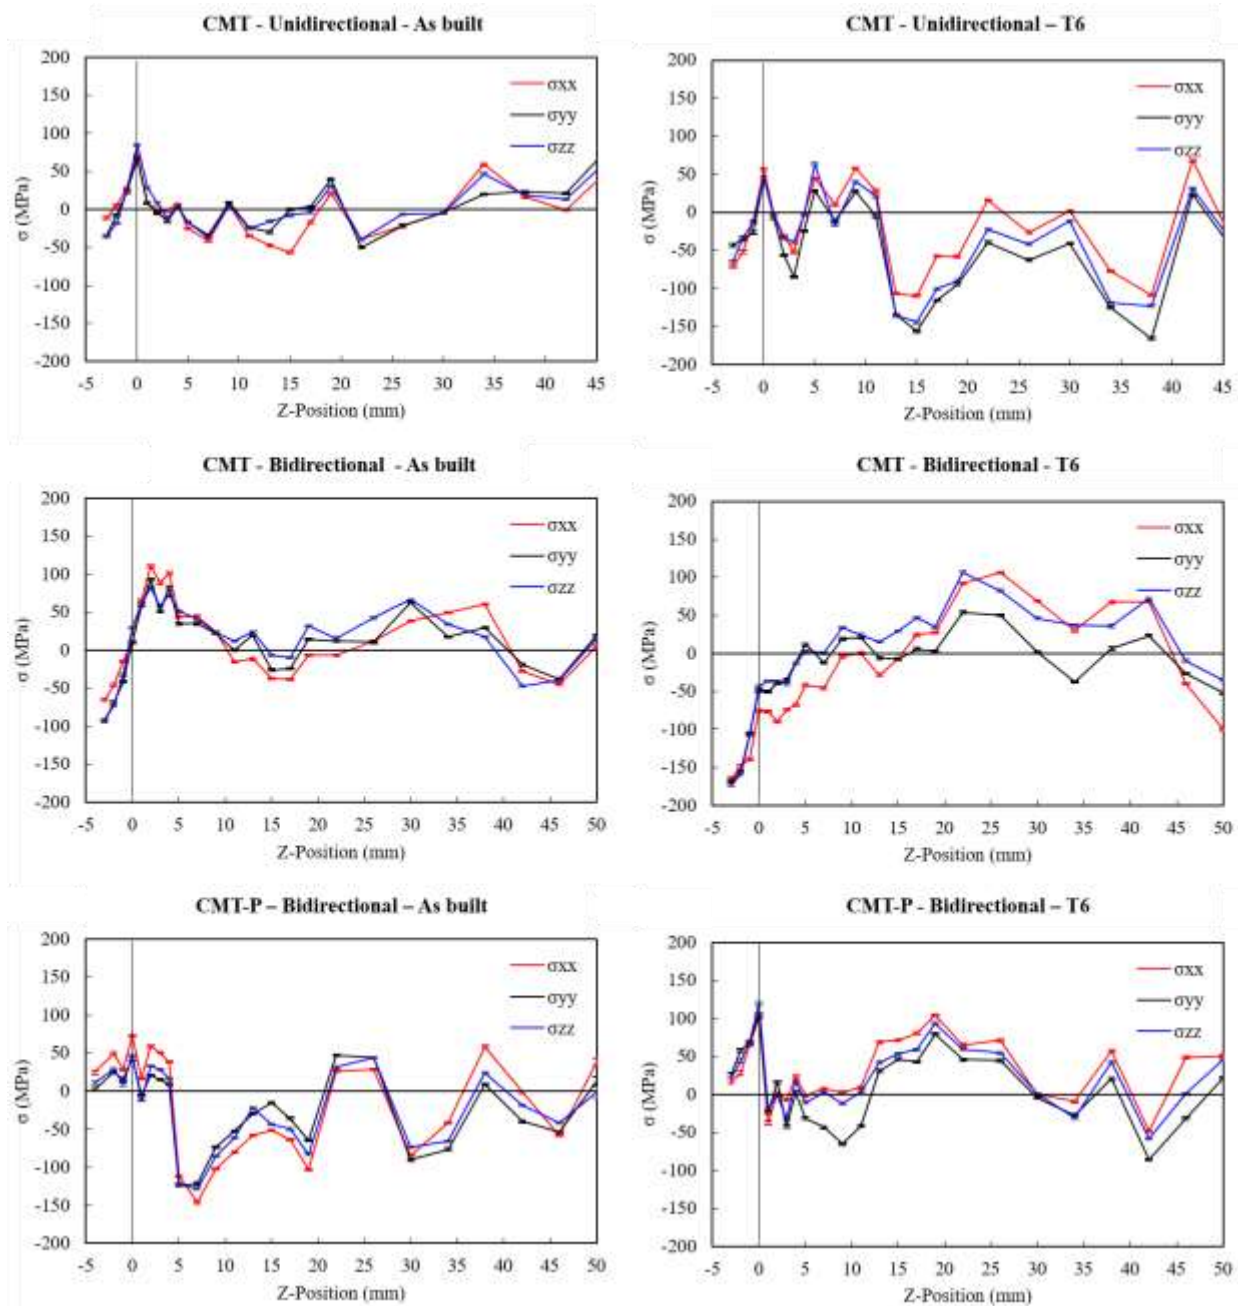 CMT - Unidirectional - As built
200
150
100
50
0
-50
-100
-150
-200
σ (MPa)
σxx
σyy
σzz
-5 0 5 10 15 20 25 30 35 40 45
Z-Position (mm)
CMT - Unidirectional – T6
200
150
100
50
0
-50
-100
-150
-200
σ (MPa)
σxx
σyy
σzz
-5 0 5 10 15 20 25 30 35 40 45
Z-Position (mm)
CMT - Bidirectional - As built
200
150
100
50
0
-50
-100
-150
-200
σ (MPa)
σxx
σyy
σzz
-5 0 5 10 15 20 25 30 35 40 45 50
Z-Position (mm)
CMT - Bidirectional - T6
200
150
100
50
0
-50
-100
-150
-200
σ (MPa)
σxx
σyy
σzz
-5 0 5 10 15 20 25 30 35 40 45 50
Z-Position (mm)
CMT-P – Bidirectional – As built
200
150
100
50
0
-50
-100
-150
-200
σ (MPa)
σxx
σyy
σzz
-5 0 5 10 15 20 25 30 35 40 45 50
Z-Position (mm)
CMT-P - Bidirectional – T6
200
150
100
50
0
-50
-100
-150
-200
σ (MPa)
σxx
σyy
σzz
-5 0 5 10 15 20 25 30 35 40 45 50
Z-Position (mm)